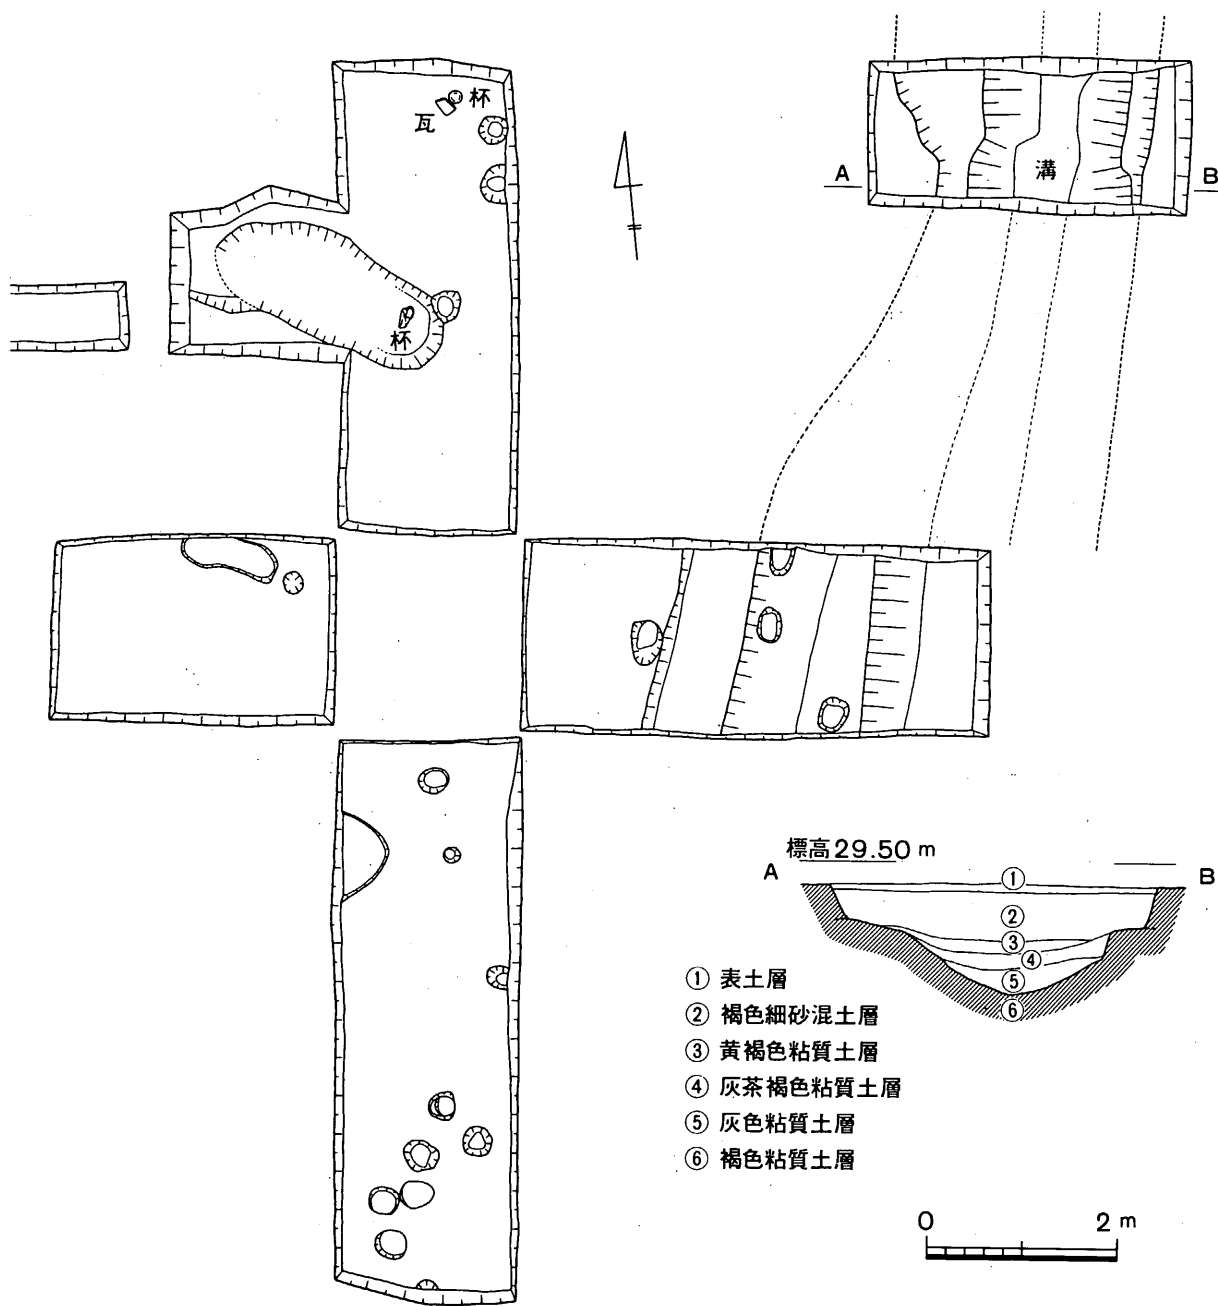 杯
瓦
溝
A
B
杯
標高29.50m
A
B
①
②
③
④
⑤
⑥
① 表土層
② 褐色細砂混土層
③ 黄褐色粘質土層
④ 灰茶褐色粘質土層
⑤ 灰色粘質土層
⑥ 褐色粘質土層
0 2m